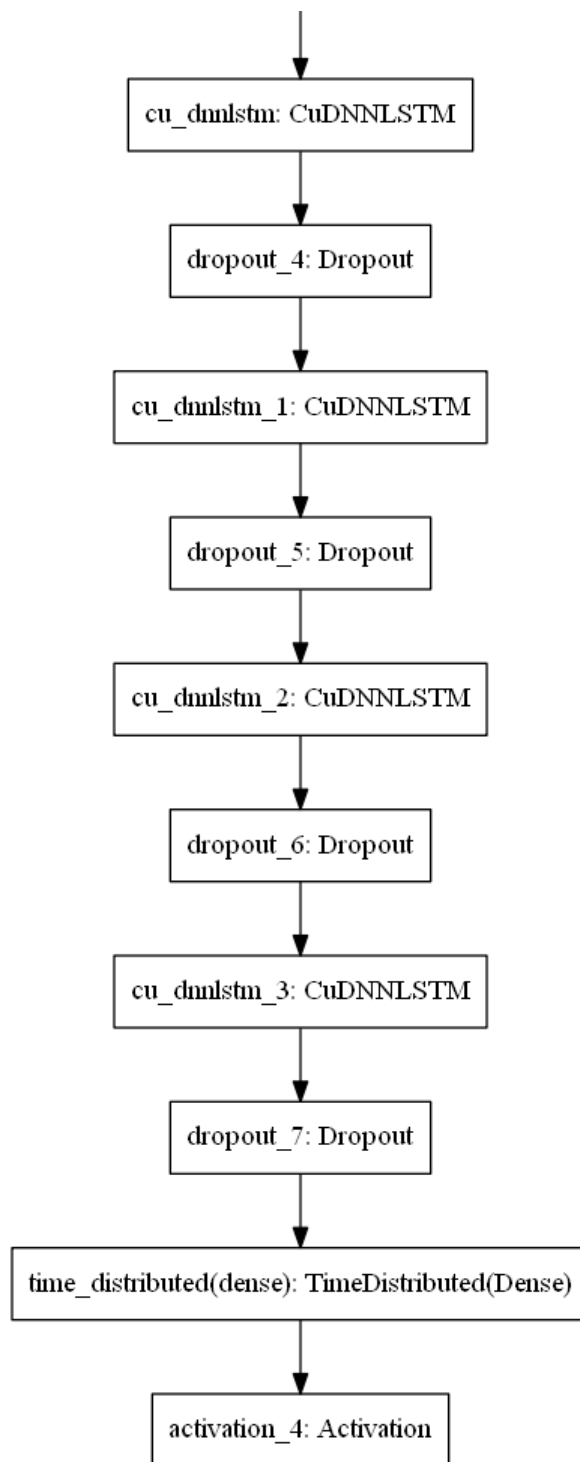 cu_dnnlstm: CuDNNLSTM
dropout_4: Dropout
cu_dnnlstm_1: CuDNNLSTM
dropout_5: Dropout
cu_dnnlstm_2: CuDNNLSTM
dropout_6: Dropout
cu_dnnlstm_3: CuDNNLSTM
dropout_7: Dropout
time_distributed(dense): TimeDistributed(Dense)
activation_4: Activation